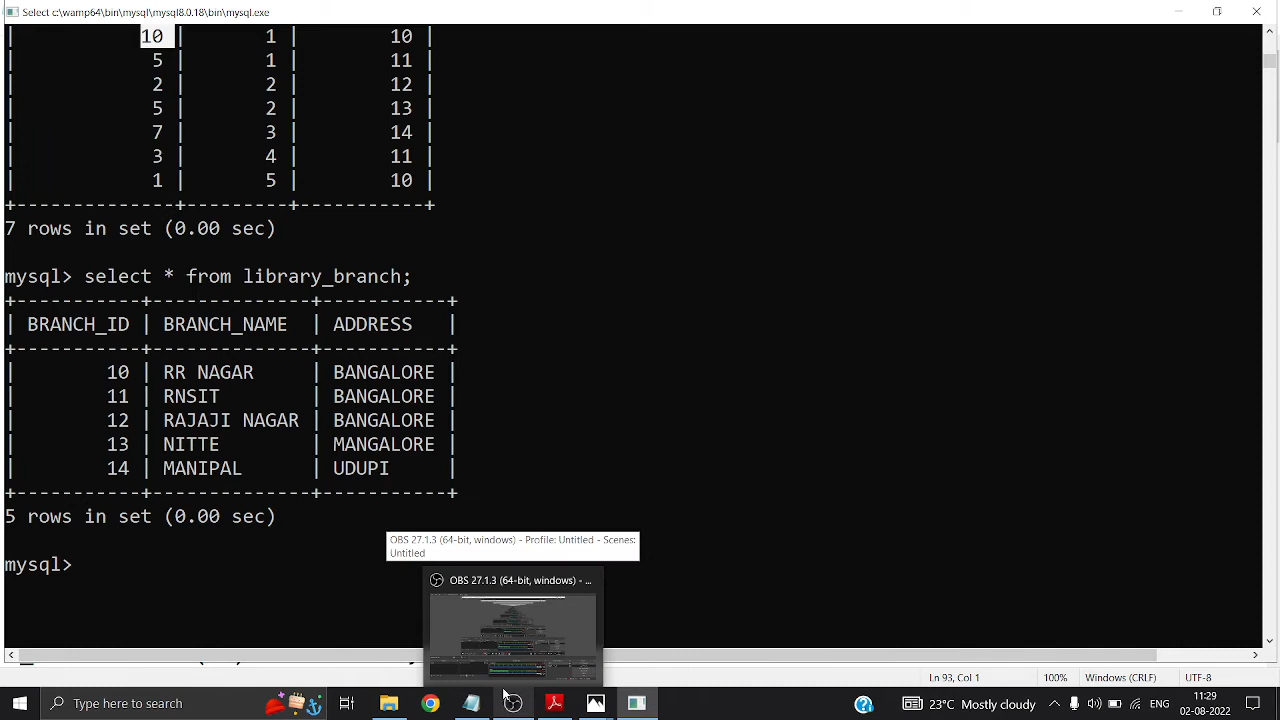 Select c:\wamp64\bin\mysql\mysql8.0.18\bin\mysql.exe
| 10 | 1 | 10 |
| 5 | 1 | 11 |
| 2 | 2 | 12 |
| 5 | 2 | 13 |
| 7 | 3 | 14 |
| 3 | 4 | 11 |
| 1 | 5 | 10 |
7 rows in set (0.00 sec)
mysql> select * from library_branch;
| BRANCH_ID | BRANCH_NAME | ADDRESS |
| 10 | RR NAGAR | BANGALORE |
| 11 | RNSIT | BANGALORE |
| 12 | RAJAJI NAGAR | BANGALORE |
| 13 | NITTE | MANGALORE |
| 14 | MANIPAL | UDUPI |
5 rows in set (0.00 sec)
OBS 27.1.3 (64-bit, windows) - Profile: Untitled - Scenes:
Untitled
mysql>
OBS 27.1.3 (64-bit, windows) - ...
Ln 96, Col 1 100% Windows (CRLF) UTF-8
Type here to search
23°C Mostly cloudy
11:29
02-08-2022